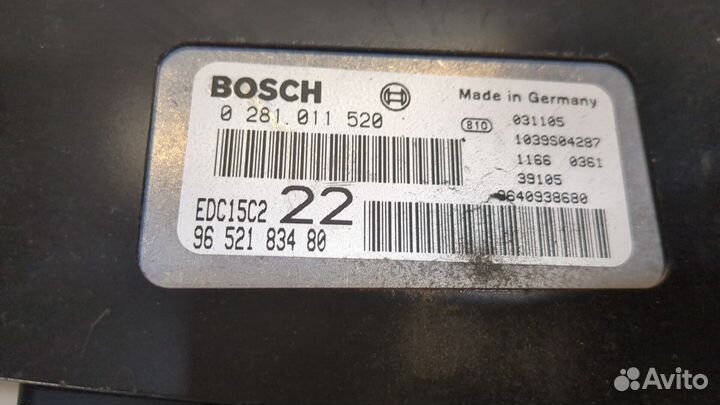 BOSCH
Made in Germany
0 281.011 520
810
031105
1039S04287
1166 0361
39105
9640938680
EDC15C2 22
96 521 834 80
Avito